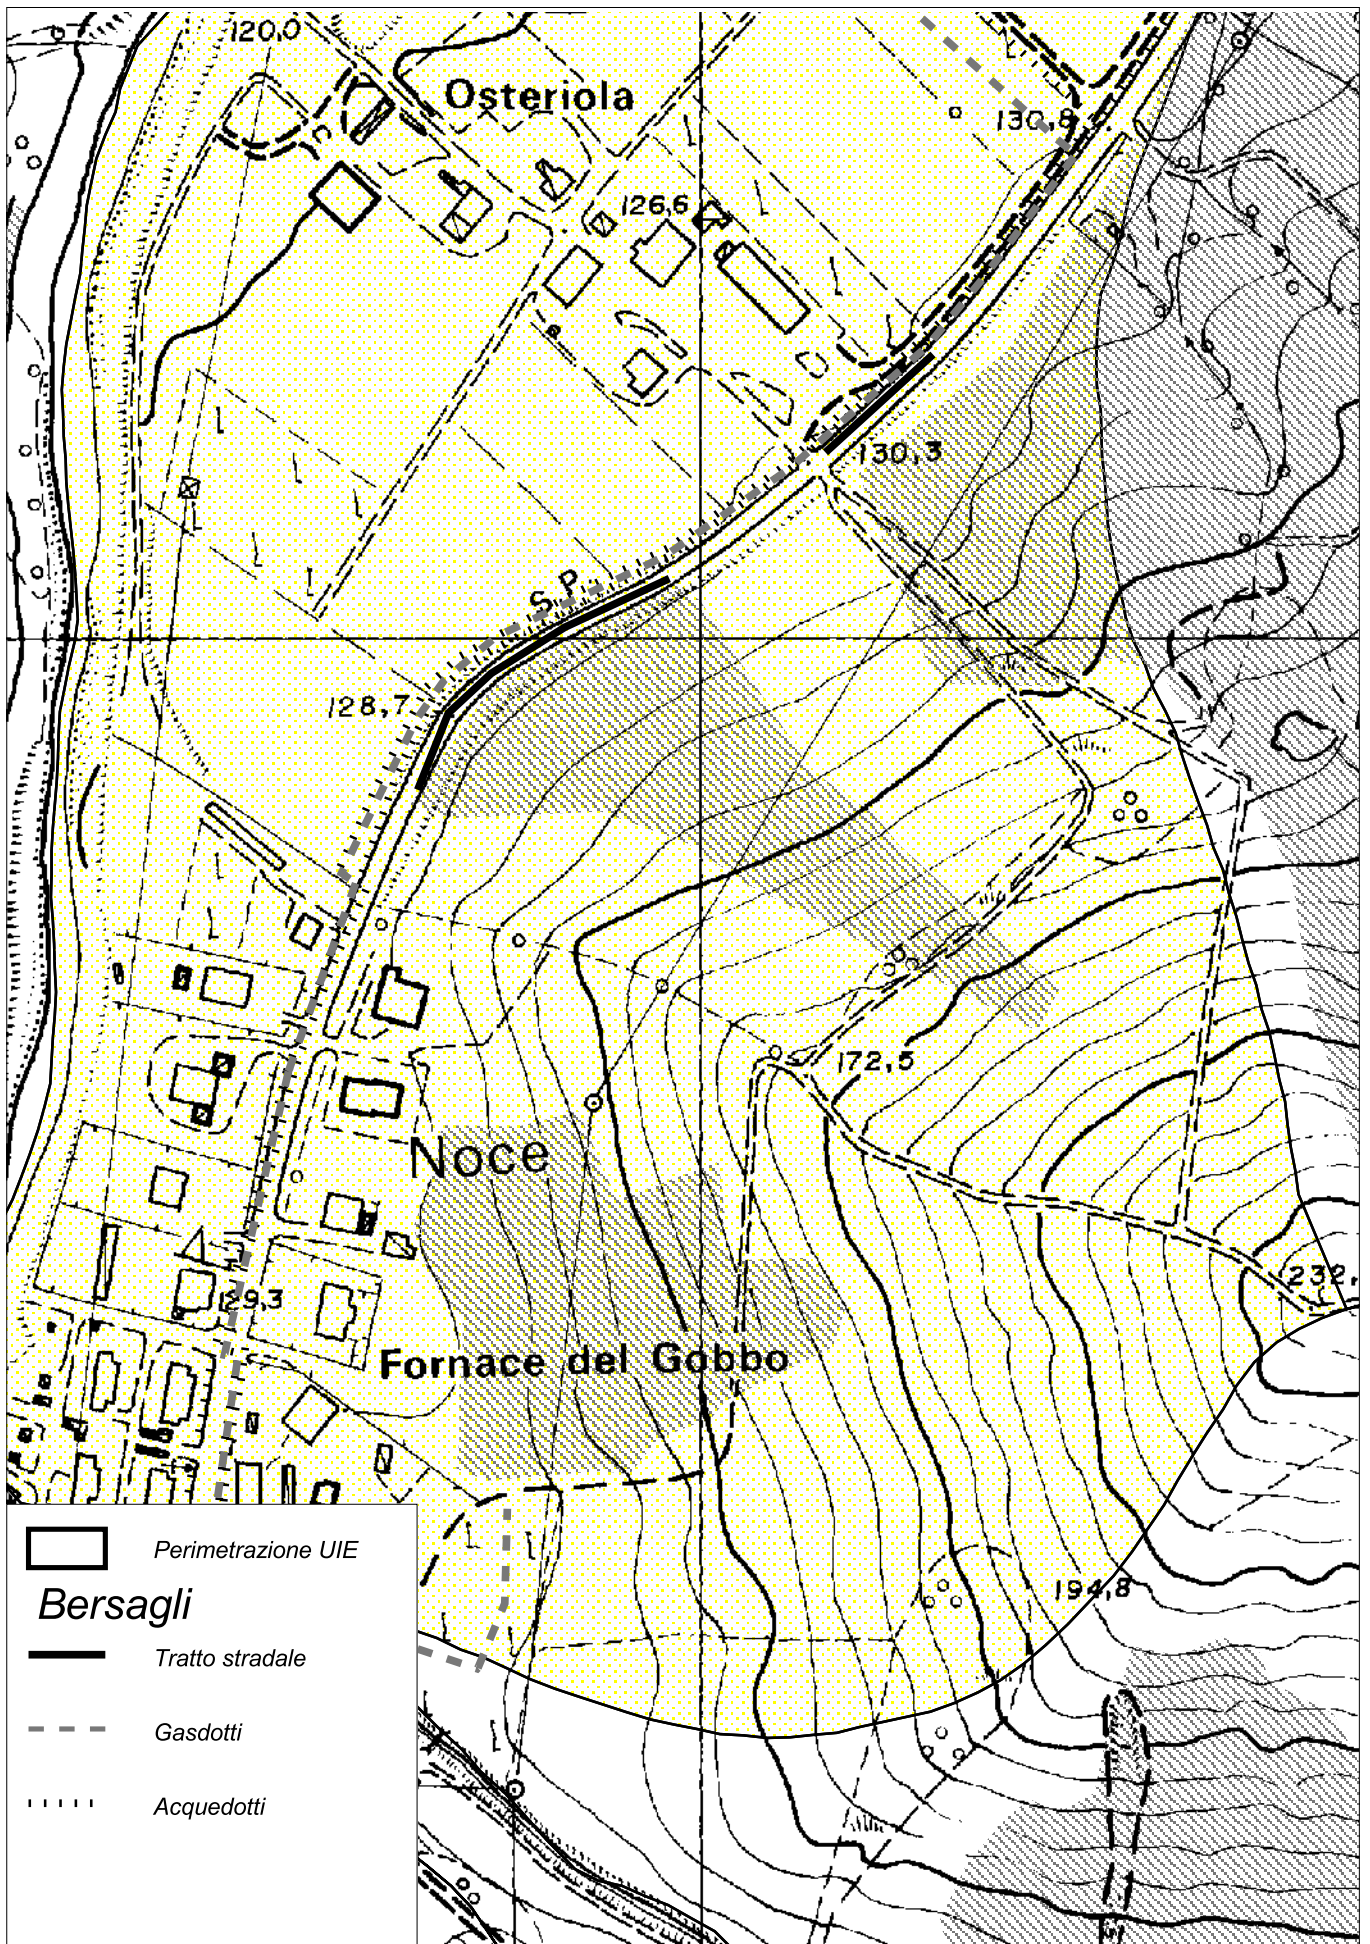 120,0
Osteriola
130,8
126,6
130,3
S.P.
128,7
172,5
Noce
232,
129,3
Fornace del Gobbo
194,8
Perimetrazione UIE
Bersagli
Tratto stradale
Gasdotti
Acquedotti